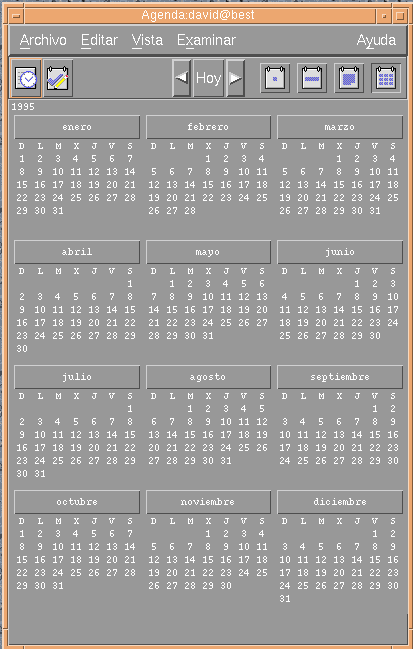 Agenda:david@best
Archivo Editar Vista Examinar Ayuda
Hoy
1995
enero febrero marzo
D L M X J V S D L M X J V S D L M X J V S
1 2 3 4 5 6 7 1 2 3 4 1 2 3 4
8 9 10 11 12 13 14 5 6 7 8 9 10 11 5 6 7 8 9 10 11
15 16 17 18 19 20 21 12 13 14 15 16 17 18 12 13 14 15 16 17 18
22 23 24 25 26 27 28 19 20 21 22 23 24 25 19 20 21 22 23 24 25
29 30 31 26 27 28 26 27 28 29 30 31
abril mayo junio
D L M X J V S D L M X J V S D L M X J V S
1 1 2 3 4 5 6 1 2 3
2 3 4 5 6 7 8 7 8 9 10 11 12 13 4 5 6 7 8 9 10
9 10 11 12 13 14 15 14 15 16 17 18 19 20 11 12 13 14 15 16 17
16 17 18 19 20 21 22 21 22 23 24 25 26 27 18 19 20 21 22 23 24
23 24 25 26 27 28 29 28 29 30 31 25 26 27 28 29 30
30
julio agosto septiembre
D L M X J V S D L M X J V S D L M X J V S
1 1 2 3 4 5 1 2
2 3 4 5 6 7 8 6 7 8 9 10 11 12 3 4 5 6 7 8 9
9 10 11 12 13 14 15 13 14 15 16 17 18 19 10 11 12 13 14 15 16
16 17 18 19 20 21 22 20 21 22 23 24 25 26 17 18 19 20 21 22 23
23 24 25 26 27 28 29 27 28 29 30 31 24 25 26 27 28 29 30
30 31
octubre noviembre diciembre
D L M X J V S D L M X J V S D L M X J V S
1 2 3 4 5 6 7 1 2 3 4 1 2
8 9 10 11 12 13 14 5 6 7 8 9 10 11 3 4 5 6 7 8 9
15 16 17 18 19 20 21 12 13 14 15 16 17 18 10 11 12 13 14 15 16
22 23 24 25 26 27 28 19 20 21 22 23 24 25 17 18 19 20 21 22 23
29 30 31 26 27 28 29 30 24 25 26 27 28 29 30
31